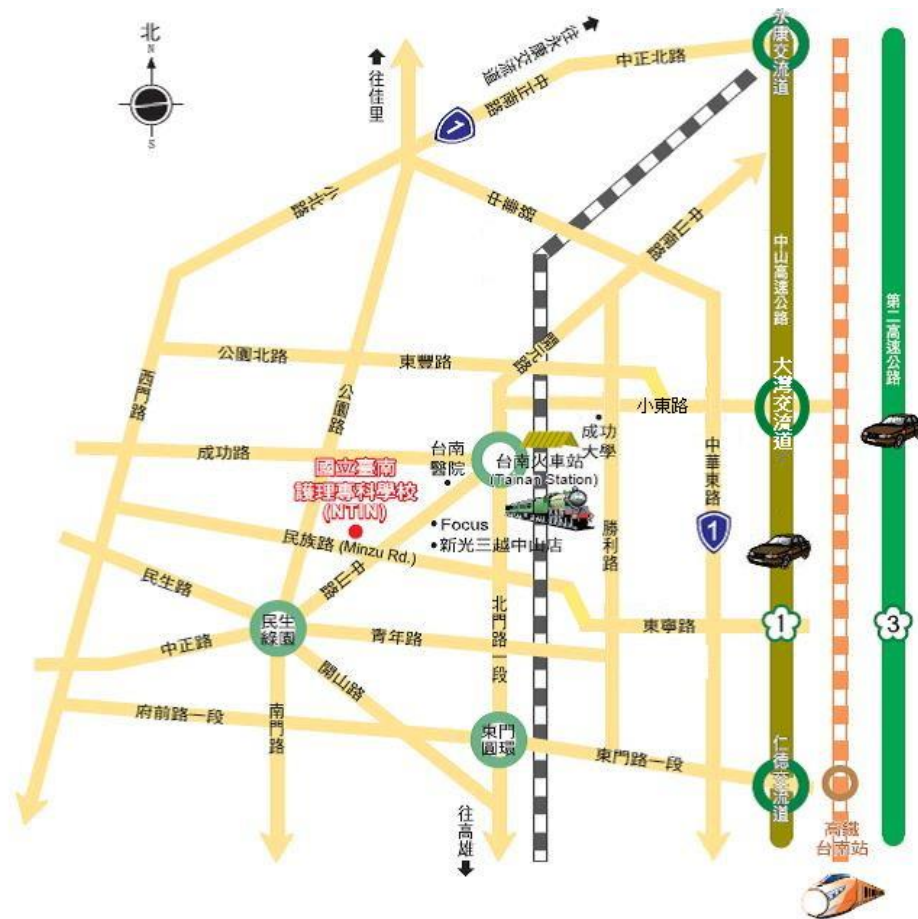 北
N
S
往佳里
往永康交流道
中正南路
1
中正北路
永康交流道
小北路
中華路
中山南路
中山高速公路
第二高速公路
公園北路
東豐路
開元路
西門路
公園路
小東路
大灣交流道
成功路
台南
醫院
台南火車站
(Tainan Station)
成功
大學
國立臺南
護理專科學校
(NTIN)
Focus
新光三越中山店
民族路 (Minzu Rd.)
中山路
勝利路
中華東路
1
民生路
民生
綠園
中正路
青年路
北門路一段
東寧路
1
3
開山路
南門路
府前路一段
東門
圓環
東門路一段
仁德交流道
往高雄
高鐵
台南站